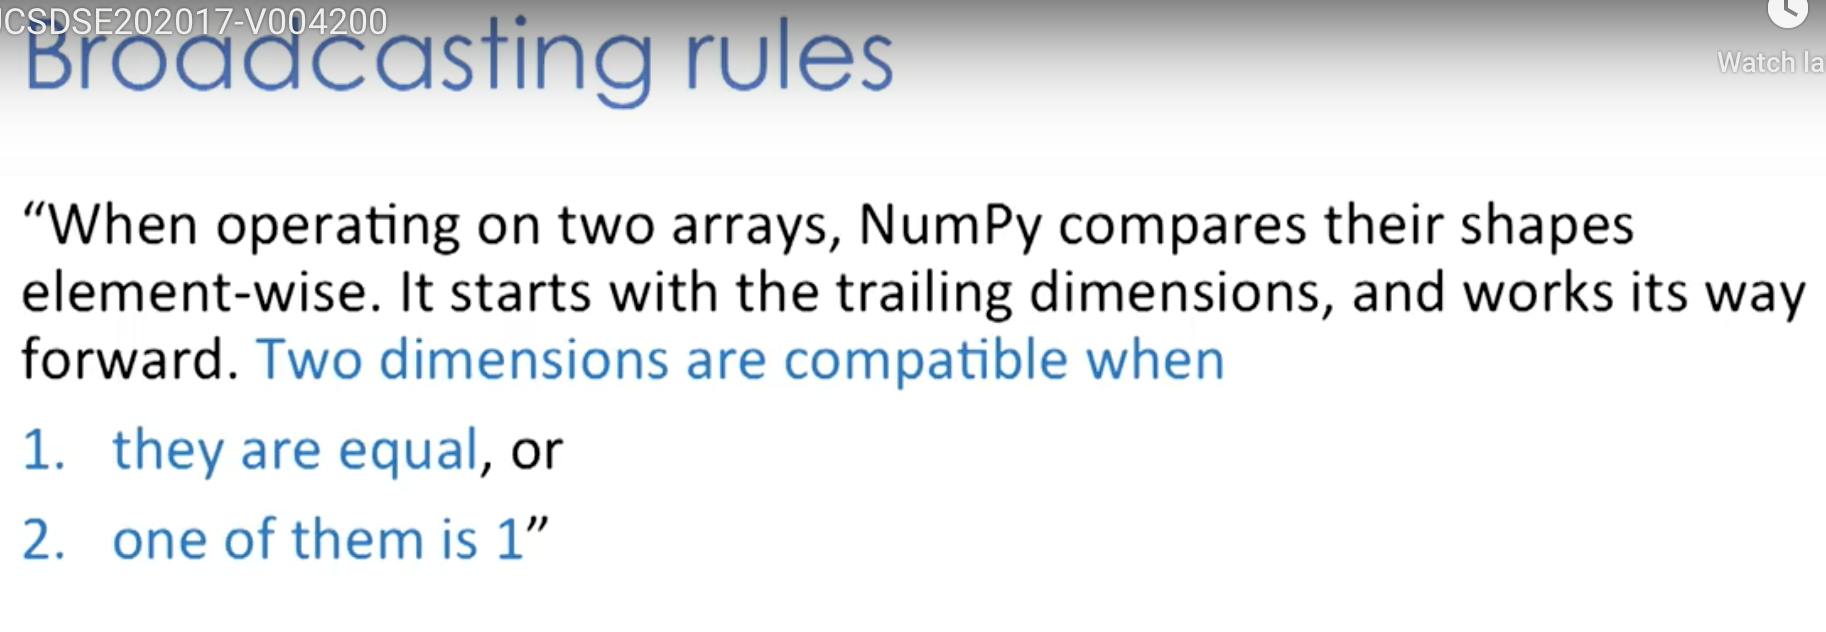 CSDSE202017-V004200
Broadcasting rules
Watch la
“When operating on two arrays, NumPy compares their shapes
element-wise. It starts with the trailing dimensions, and works its way
forward. Two dimensions are compatible when
1. they are equal, or
2. one of them is 1”